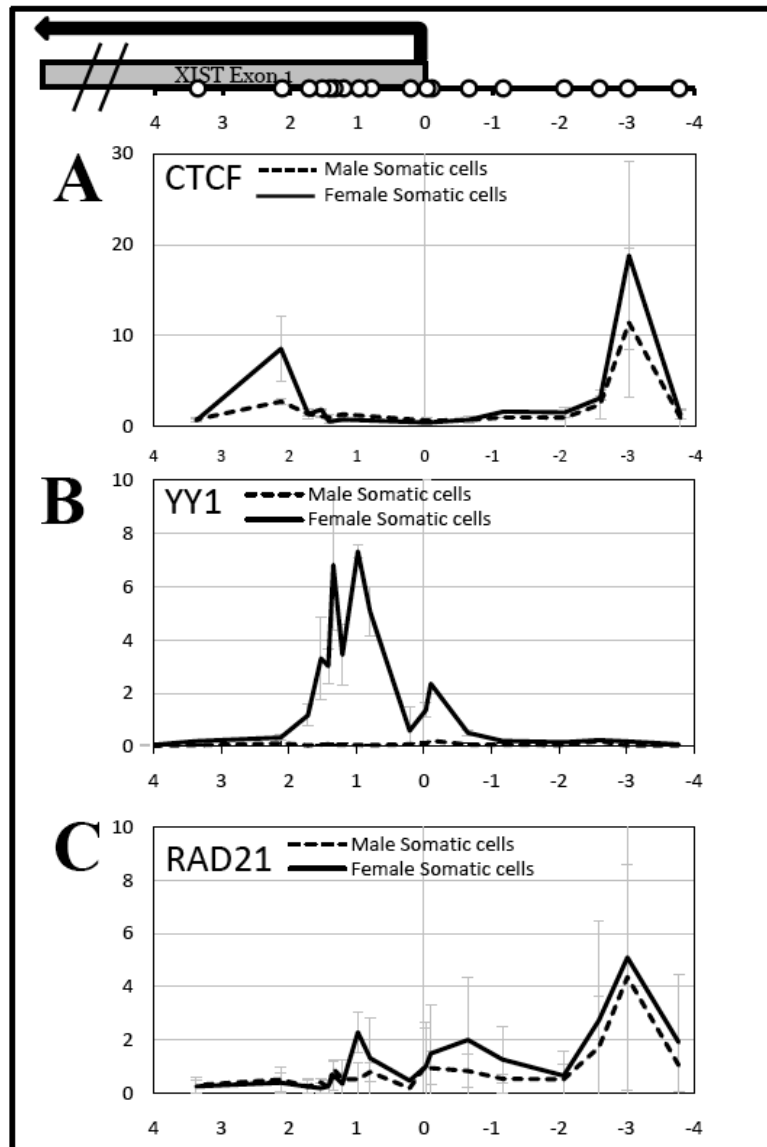 XIST Exon 1
4 3 2 1 0 -1 -2 -3 -4
A
30
CTCF
Male Somatic cells
Female Somatic cells
20
10
0
4 3 2 1 0 -1 -2 -3 -4
B
10
YY1
Male Somatic cells
Female Somatic cells
8
6
4
2
0
4 3 2 1 0 -1 -2 -3 -4
C
10
RAD21
Male Somatic cells
Female Somatic cells
8
6
4
2
0
4 3 2 1 0 -1 -2 -3 -4